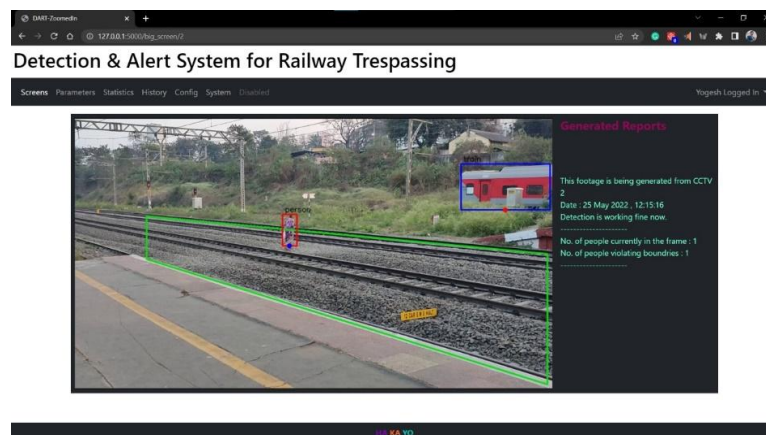 DART-ZoomedIn
127.0.0.1:5000/big_screen/2
Detection & Alert System for Railway Trespassing
Screens Parameters Statistics History Config System Disabled
Yogesh Logged In
Generated Reports
train
person
This footage is being generated from CCTV
2
Date : 25 May 2022 , 12:15:16
Detection is working fine now.
----------------------
No. of people currently in the frame : 1
No. of people violating boundries : 1
----------------------
KA YO